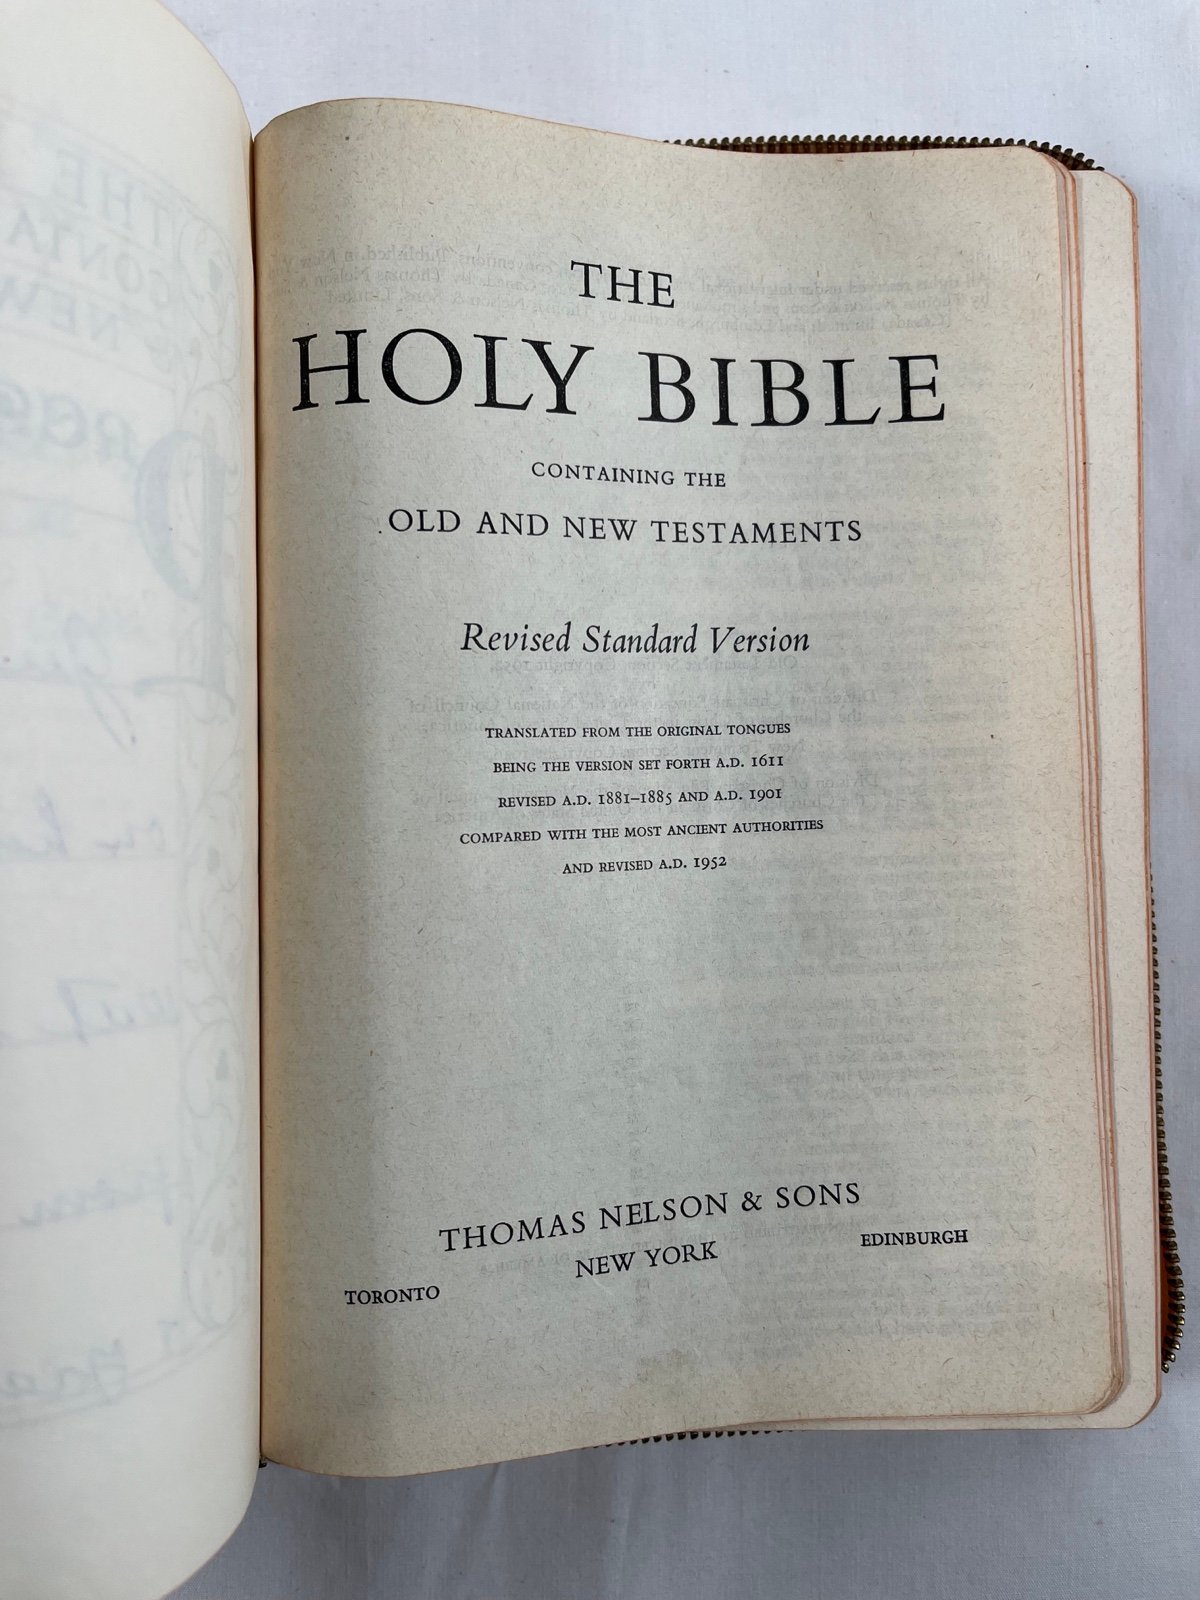 THE
HOLY BIBLE
CONTAINING THE
OLD AND NEW TESTAMENTS
Revised Standard Version
TRANSLATED FROM THE ORIGINAL TONGUES
BEING THE VERSION SET FORTH A.D. 1611
REVISED A.D. 1881–1885 AND A.D. 1901
COMPARED WITH THE MOST ANCIENT AUTHORITIES
AND REVISED A.D. 1952
THOMAS NELSON & SONS
TORONTO NEW YORK EDINBURGH